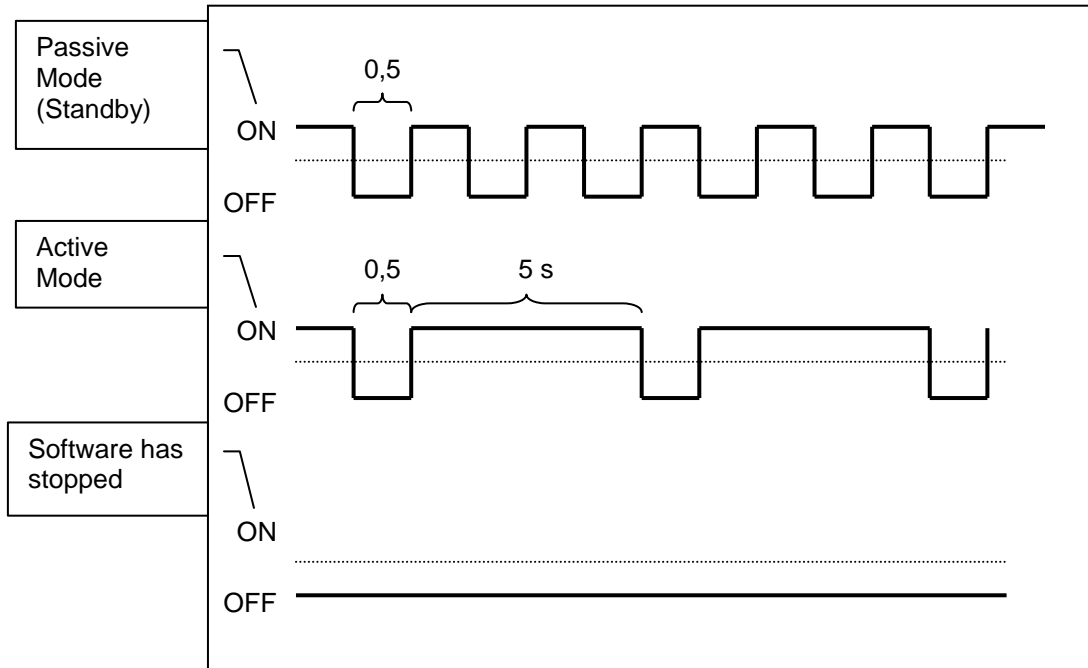 Passive
Mode
(Standby)
0,5
ON
OFF
Active
Mode
0,5
5 s
ON
OFF
Software has
stopped
ON
OFF